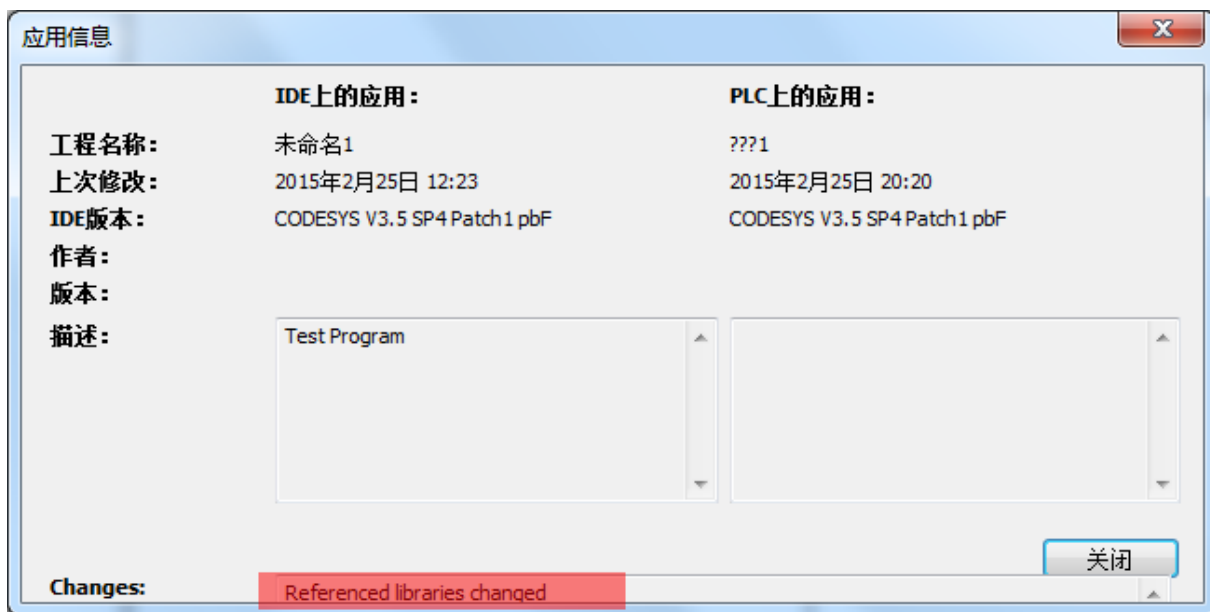 应用信息
IDE上的应用： PLC上的应用：
工程名称： 未命名1 ???1
上次修改： 2015年2月25日 12:23 2015年2月25日 20:20
IDE版本： CODESYS V3.5 SP4 Patch1 pbF CODESYS V3.5 SP4 Patch1 pbF
作者：
版本：
描述： Test Program
关闭
Changes: Referenced libraries changed